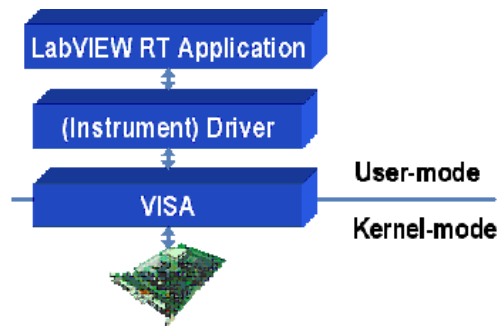 LabVIEW RT Application
(Instrument) Driver
User-mode
VISA
Kernel-mode